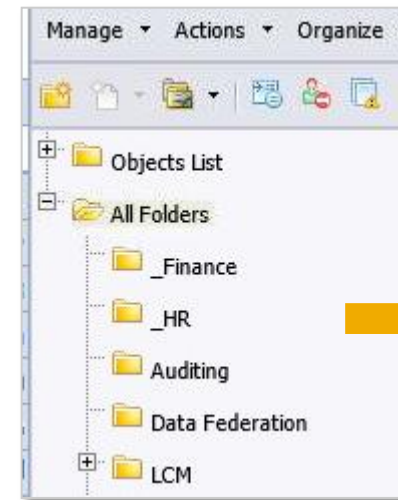 Manage Actions Organize
Objects List
All Folders
_Finance
_HR
Auditing
Data Federation
LCM